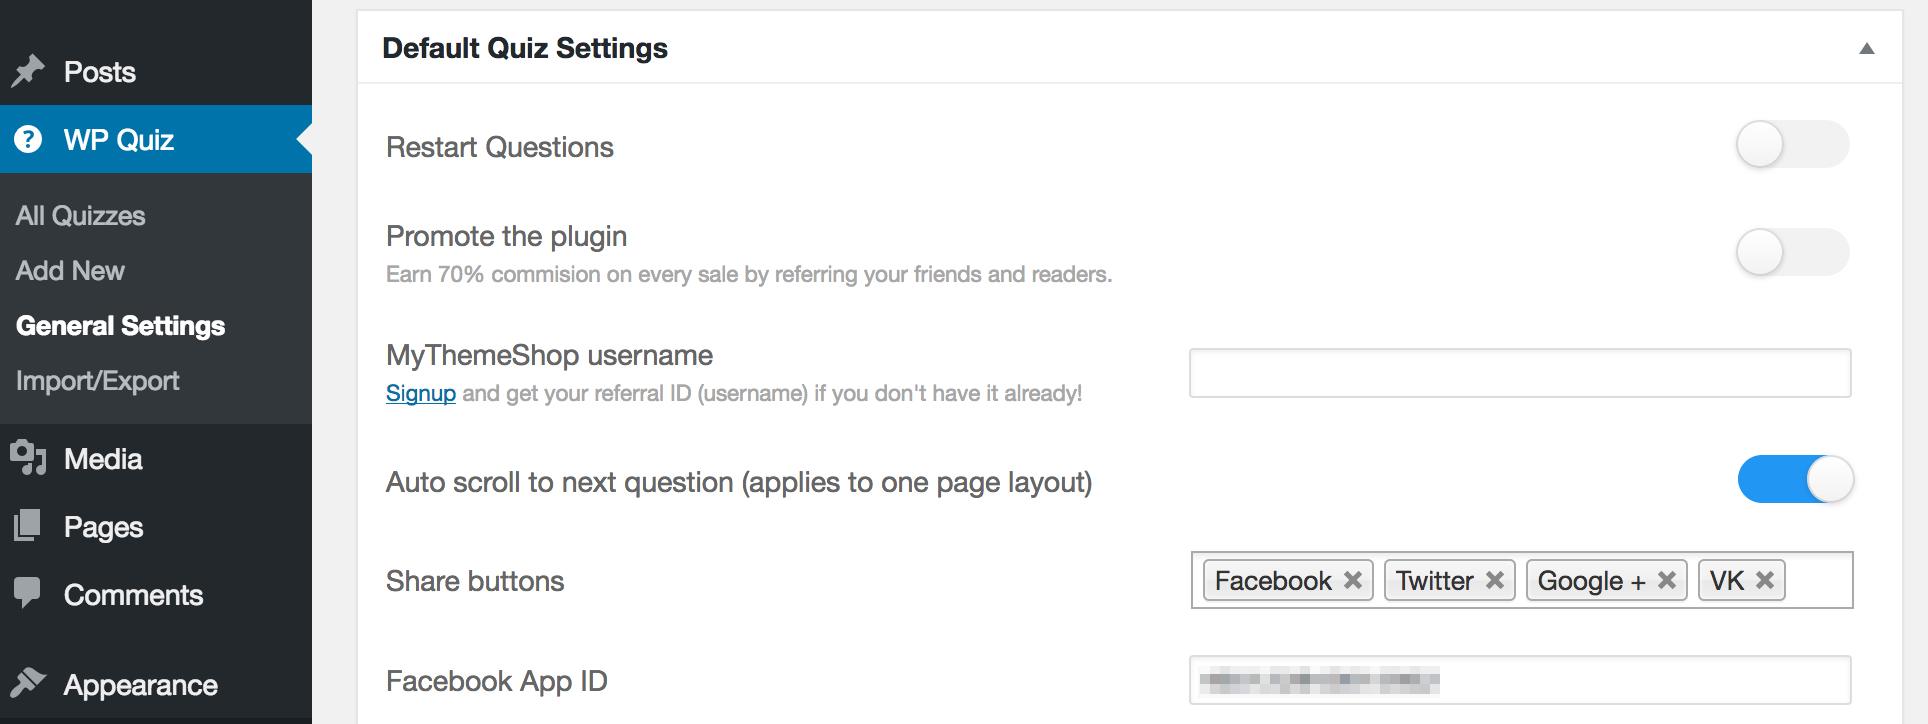 Posts
WP Quiz
All Quizzes
Add New
General Settings
Import/Export
Media
Pages
Comments
Appearance
Default Quiz Settings
Restart Questions
Promote the plugin
Earn 70% commision on every sale by referring your friends and readers.
MyThemeShop username
Signup and get your referral ID (username) if you don't have it already!
Auto scroll to next question (applies to one page layout)
Share buttons
Facebook Twitter Google + VK
Facebook App ID